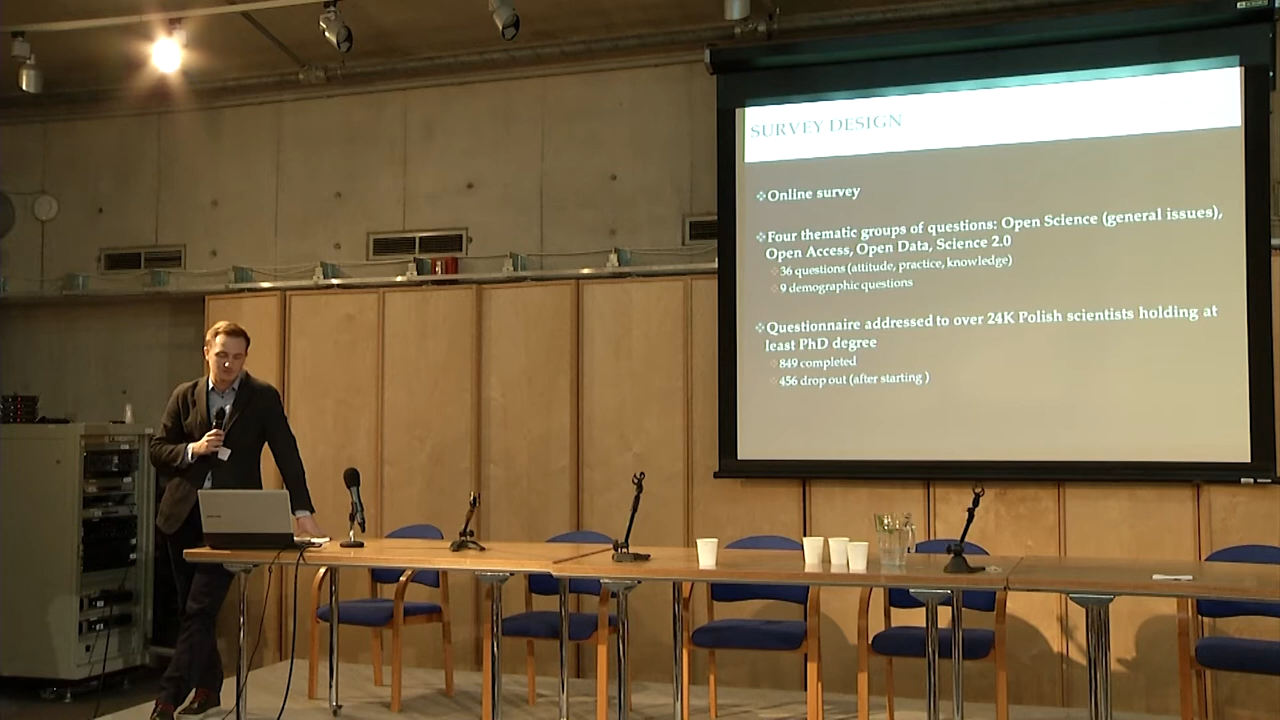 SURVEY DESIGN
Online survey
Four thematic groups of questions: Open Science (general issues),
Open Access, Open Data, Science 2.0
36 questions (attitude, practice, knowledge)
9 demographic questions
Questionnaire addressed to over 24K Polish scientists holding at
least PhD degree
849 completed
456 drop out (after starting )